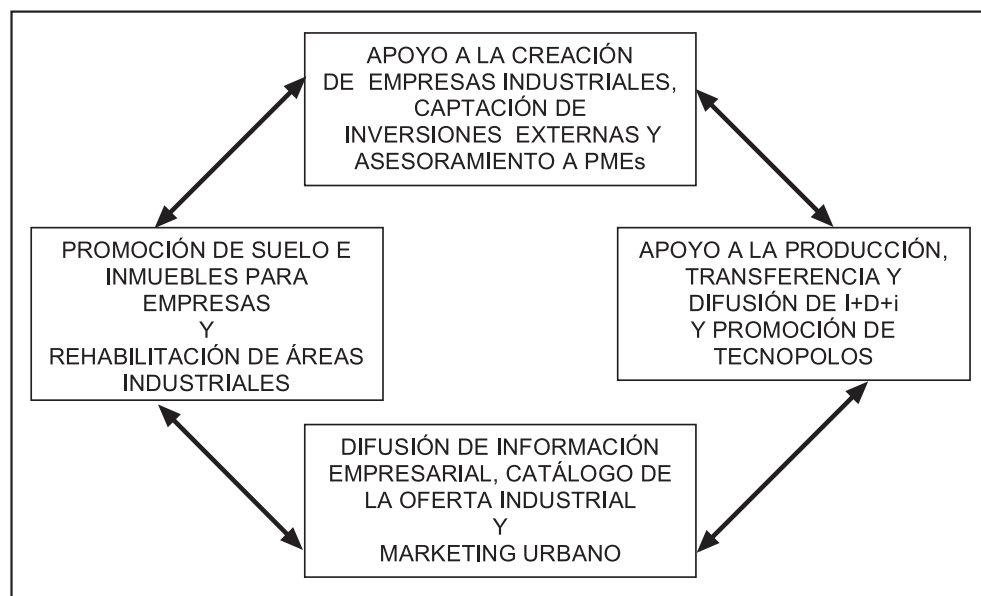 APOYO A LA CREACIÓN
DE EMPRESAS INDUSTRIALES,
CAPTACIÓN DE
INVERSIONES EXTERNAS Y
ASESORAMIENTO A PMEs
PROMOCIÓN DE SUELO E
INMUEBLES PARA
EMPRESAS
Y
REHABILITACIÓN DE ÁREAS
INDUSTRIALES
APOYO A LA PRODUCCIÓN,
TRANSFERENCIA Y
DIFUSIÓN DE I+D+i
Y PROMOCIÓN DE
TECNOPOLOS
DIFUSIÓN DE INFORMACIÓN
EMPRESARIAL, CATÁLOGO DE
LA OFERTA INDUSTRIAL
Y
MARKETING URBANO